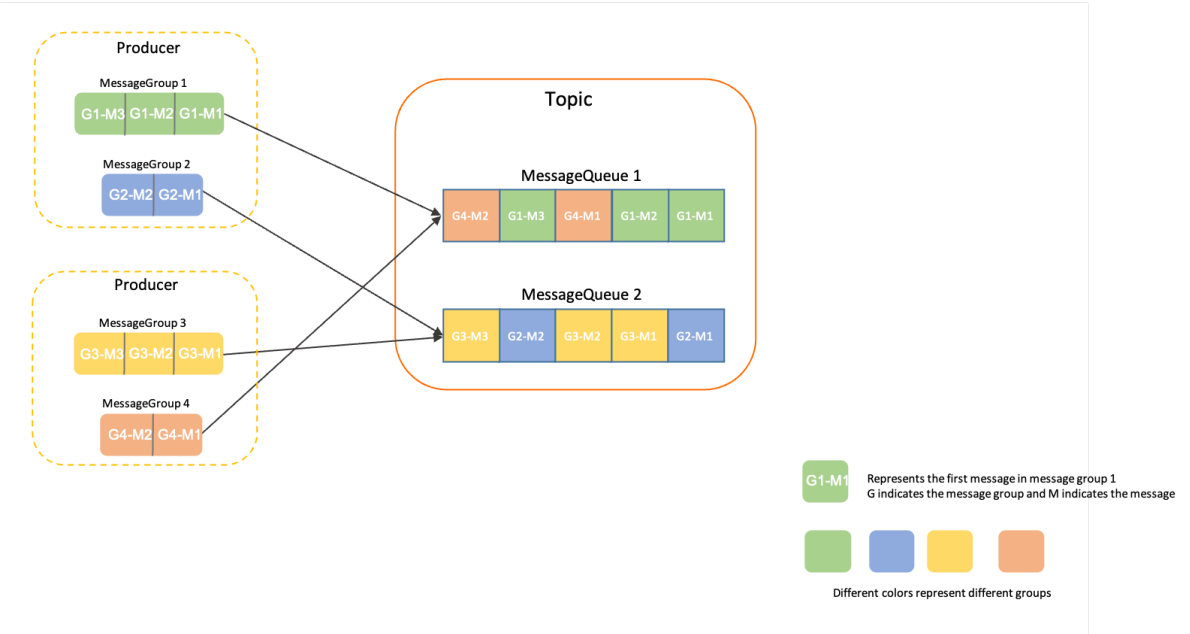 Producer
MessageGroup 1
G1-M3 G1-M2 G1-M1
MessageGroup 2
G2-M2 G2-M1
Producer
MessageGroup 3
G3-M3 G3-M2 G3-M1
MessageGroup 4
G4-M2 G4-M1
Topic
MessageQueue 1
G4-M2 G1-M3 G4-M1 G1-M2 G1-M1
MessageQueue 2
G3-M3 G2-M2 G3-M2 G3-M1 G2-M1
G1-M1
Represents the first message in message group 1
G indicates the message group and M indicates the message
Different colors represent different groups